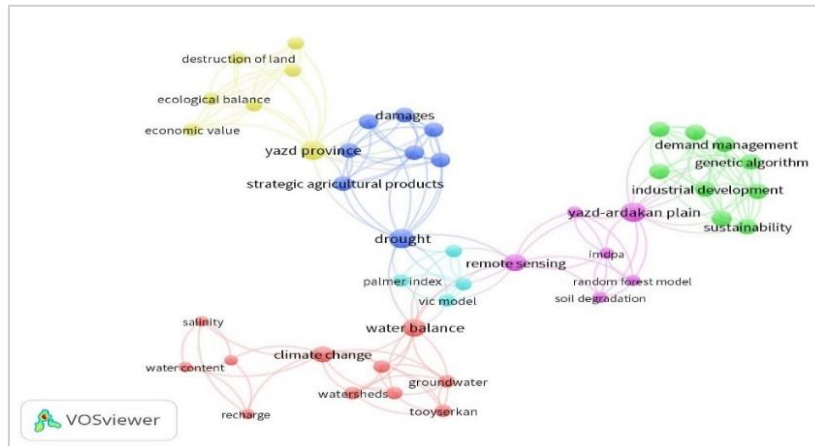 destruction of land
damages
ecological balance
demand management
economic value
yazd province
genetic algorithm
strategic agricultural products
industrial development
yazd-ardakan plain
sustainability
drought
imdpa
remote sensing
palmer index
random forest model
vic model
soil degradation
salinity
water balance
climate change
water content
groundwater
watersheds
recharge
tooyserkan
VOSviewer